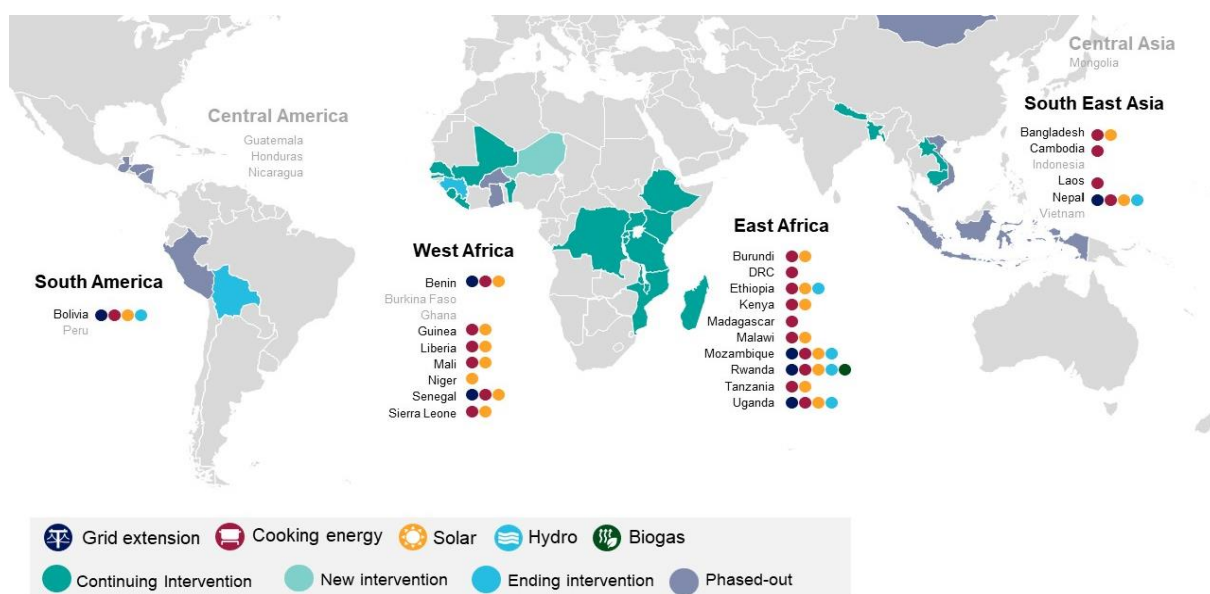 Central America
Guatemala
Honduras
Nicaragua
South America
Bolivia
Peru
West Africa
Benin
Burkina Faso
Ghana
Guinea
Liberia
Mali
Niger
Senegal
Sierra Leone
East Africa
Burundi
DRC
Ethiopia
Kenya
Madagascar
Malawi
Mozambique
Rwanda
Tanzania
Uganda
Central Asia
Mongolia
South East Asia
Bangladesh
Cambodia
Indonesia
Laos
Nepal
Vietnam
Grid extension Cooking energy Solar Hydro Biogas
Continuing Intervention New intervention Ending intervention Phased-out